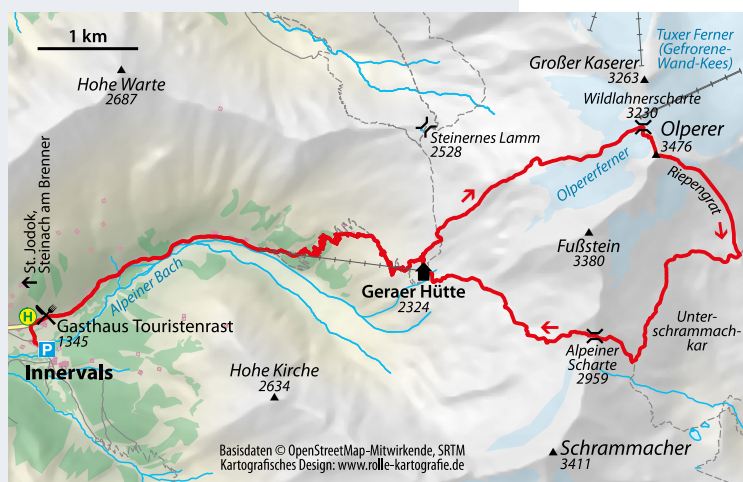 1 km
Hohe Warte
2687
Tuxer Ferner
(Gefrorene-
Wand-Kees)
Großer Kaserer
3263
Wildlahnerscharte
3230
Olperer
3476
Steinernes Lamm
2528
Olpererferner
Riepengrat
St. Jodok,
Steinach am Brenner
Fußstein
3380
Alpeiner Bach
Geraer Hütte
2324
H
Gasthaus Touristenrast
1345
P
Innervals
Unter-
schrammach-
kar
Alpeiner
Scharte
2959
Hohe Kirche
2634
Schrammacher
3411
Basisdaten © OpenStreetMap-Mitwirkende, SRTM
Kartografisches Design: www.rolle-kartografie.de